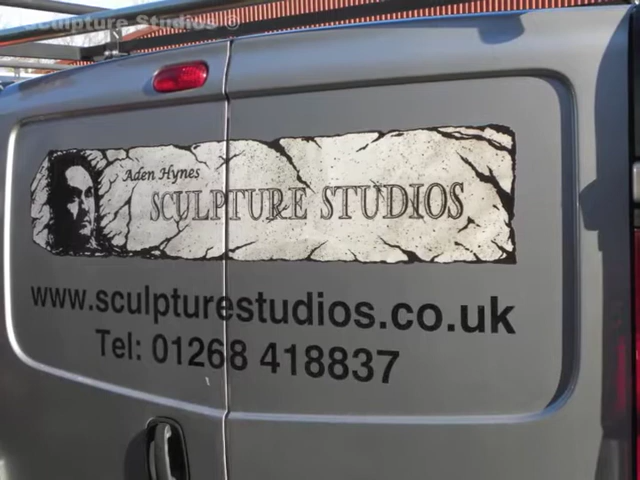 Sculpture Studios ©
Aden Hynes
SCULPTURE STUDIOS
www.sculpturestudios.co.uk
Tel: 01268 418837